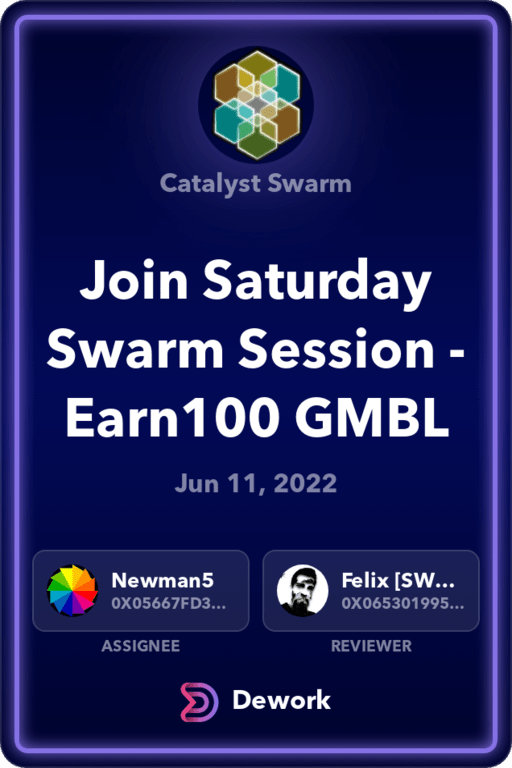 Catalyst Swarm
Join Saturday
Swarm Session -
Earn100 GMBL
Jun 11, 2022
Newman5
0X05667FD3...
ASSIGNEE
Felix [SW...
0X065301995...
REVIEWER
Dework